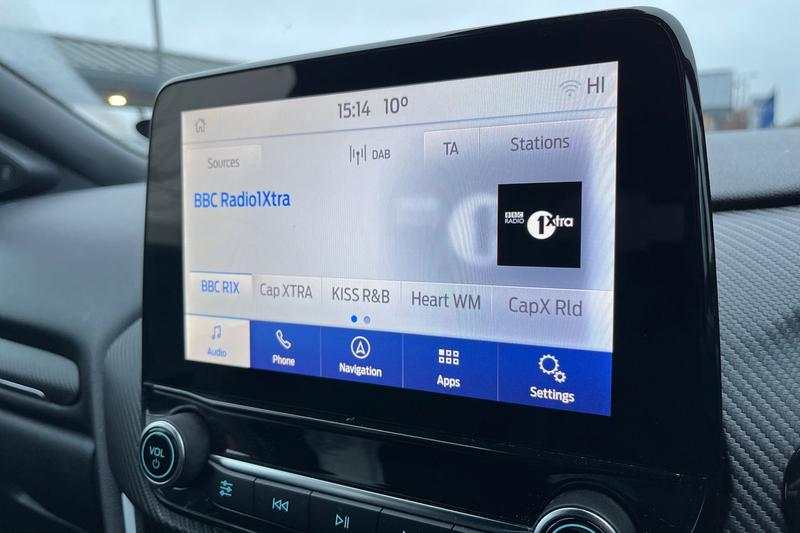 15:14 10° HI
Sources DAB TA Stations
BBC Radio1Xtra
BBC RADIO 1Xtra
BBC R1X Cap XTRA KISS R&B Heart WM CapX Rld
Audio Phone Navigation Apps Settings
VOL